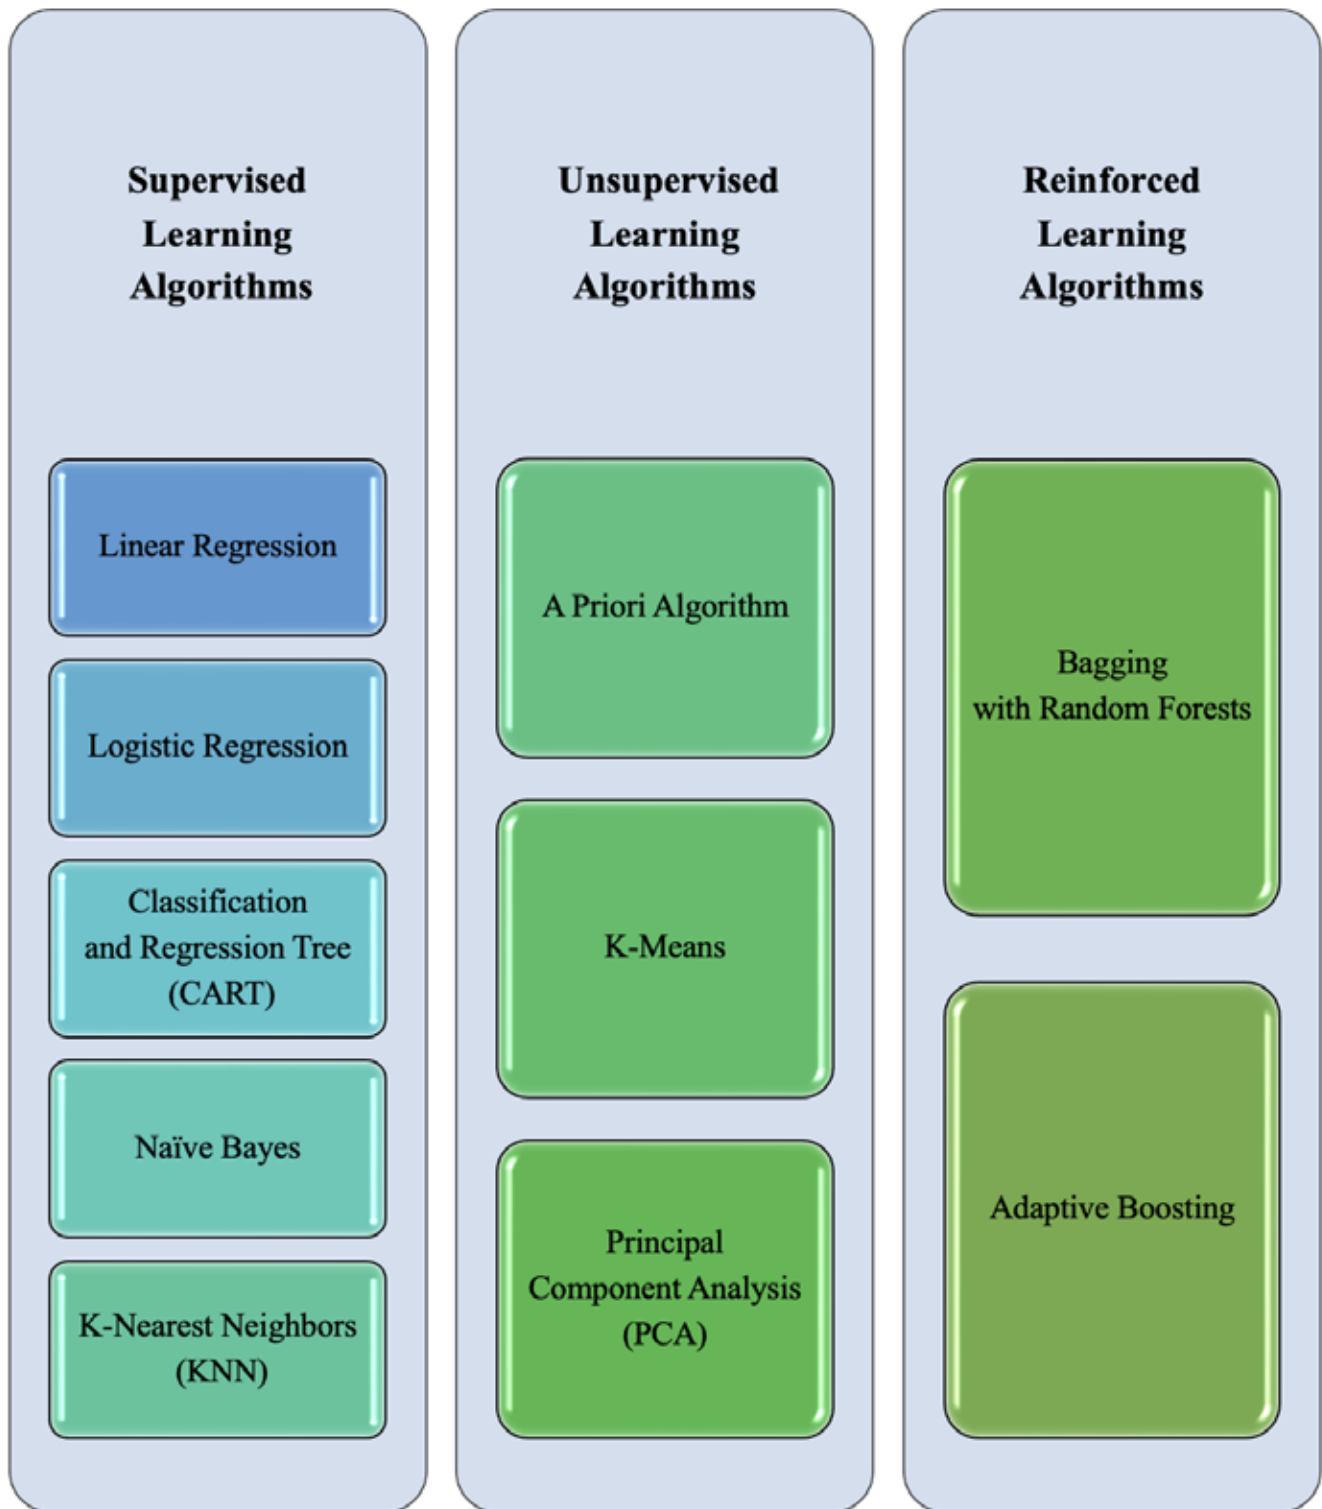 Supervised
Learning
Algorithms
Linear Regression
Logistic Regression
Classification
and Regression Tree
(CART)
Naïve Bayes
K-Nearest Neighbors
(KNN)
Unsupervised
Learning
Algorithms
A Priori Algorithm
K-Means
Principal
Component Analysis
(PCA)
Reinforced
Learning
Algorithms
Bagging
with Random Forests
Adaptive Boosting